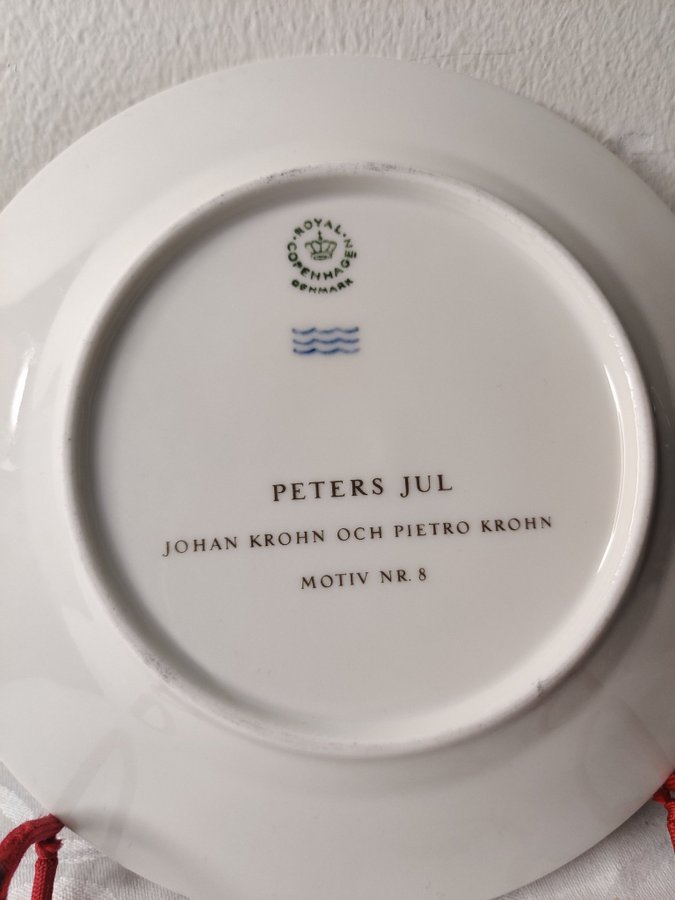 ROYAL
COPENHAGEN
DENMARK
PETERS JUL
JOHAN KROHN OCH PIETRO KROHN
MOTIV NR. 8